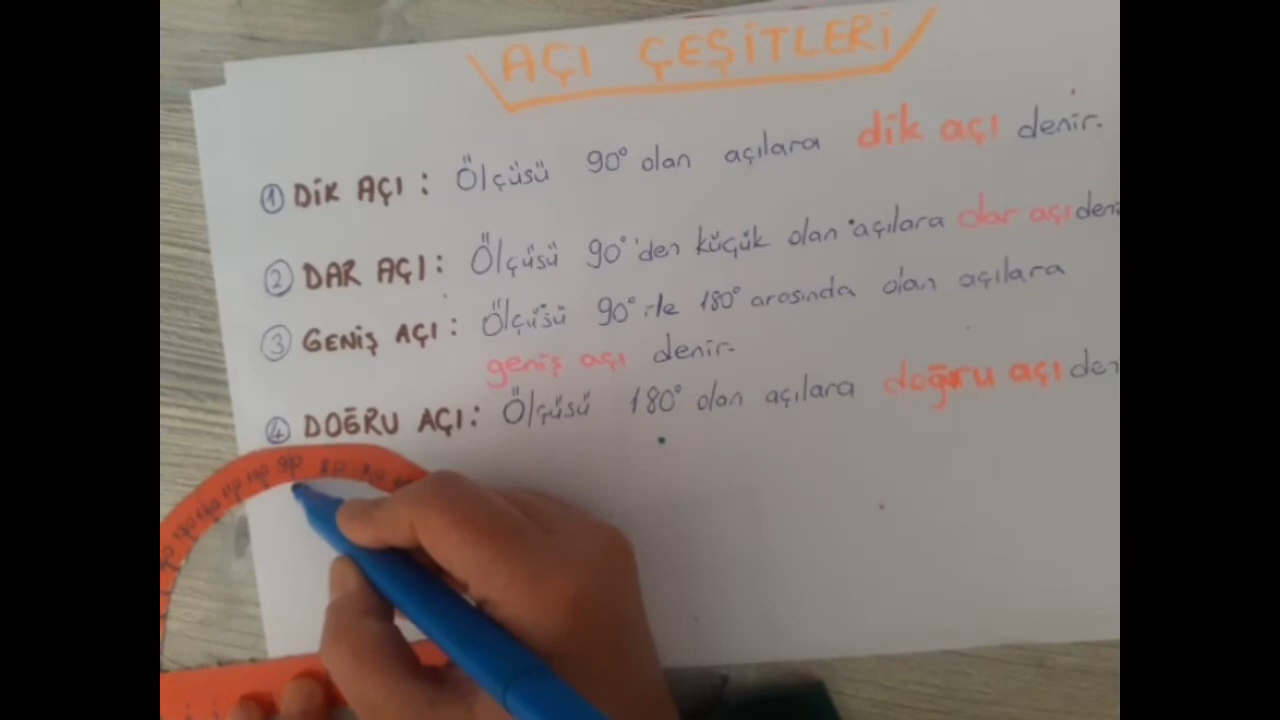 AÇI ÇEŞİTLERİ
① DİK AÇI : Ölçüsü 90° olan açılara dik açı denir.
② DAR AÇI : Ölçüsü 90°'den küçük olan açılara dar açı
③ GENİŞ AÇI : Ölçüsü 90° ile 180° arasında olan açılara
geniş açı denir.
④ DOĞRU AÇI : Ölçüsü 180° olan açılara doğru açı
90